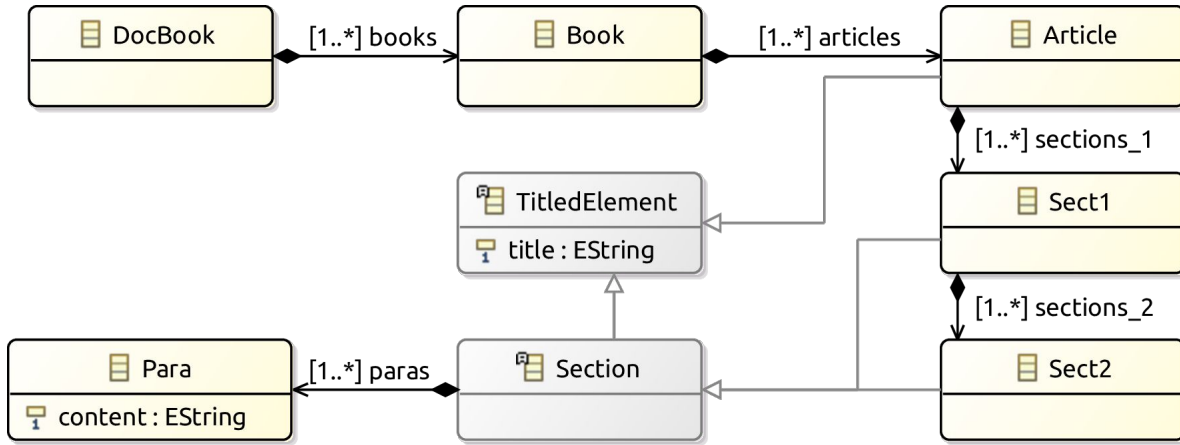 DocBook
[1..*] books
Book
[1..*] articles
Article
[1..*] sections_1
TitledElement
title : EString
Sect1
[1..*] sections_2
Para
content : EString
[1..*] paras
Section
Sect2